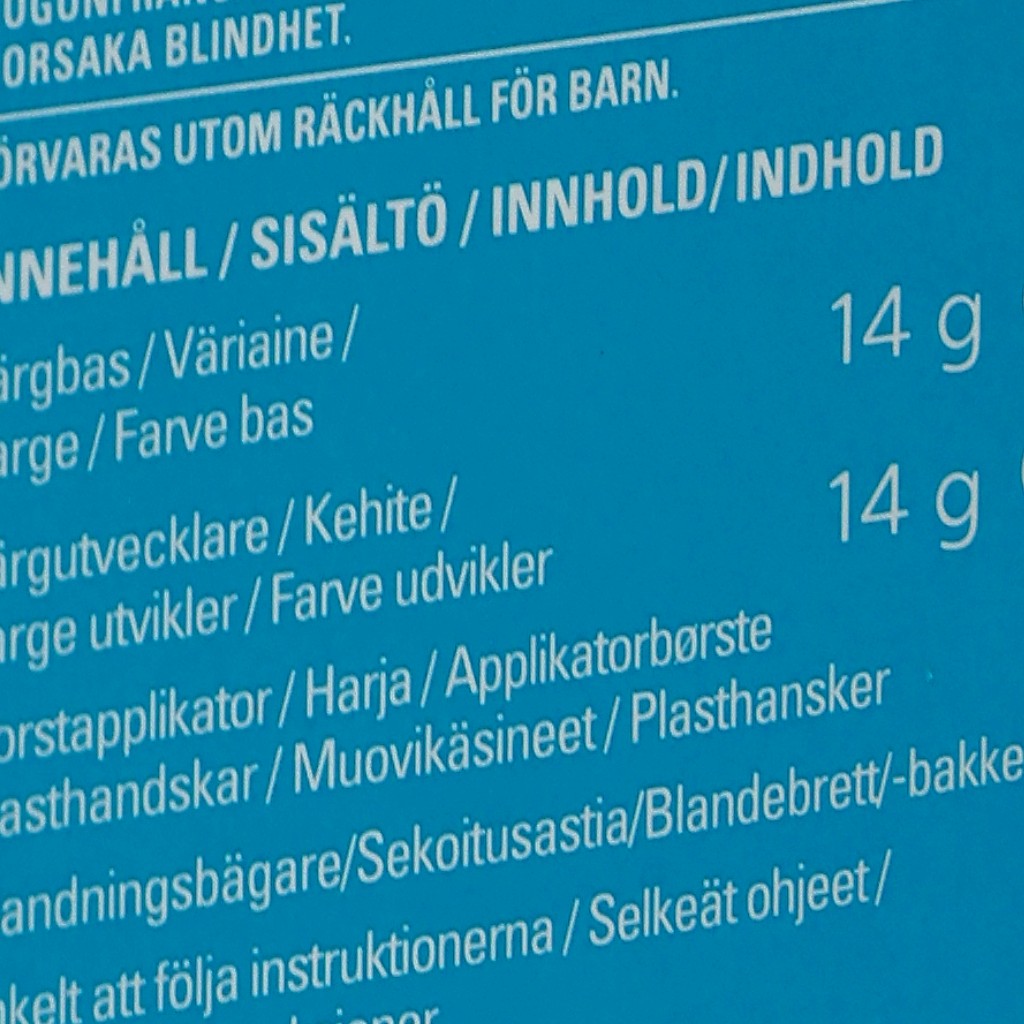 ORSAKA BLINDHET.
ÖRVARAS UTOM RÄCKHÅLL FÖR BARN.
NNEHÅLL / SISÄLTÖ / INNHOLD/INDHOLD
ärgbas / Väriaine / 14 g
arge / Farve bas
ärgutvecklare / Kehite / 14 g
arge utvikler / Farve udvikler
orstapplikator / Harja / Applikatorbørste
asthandskar / Muovikäsineet / Plasthansker
andningsbägare/Sekoitusastia/Blandebrett/-bakke
nkelt att följa instruktionerna / Selkeät ohjeet /